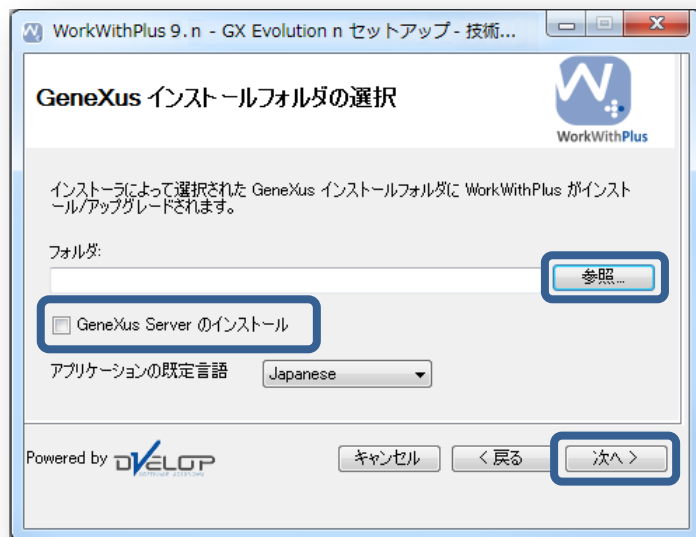 WorkWithPlus 9.n - GX Evolution n セットアップ - 技術...
GeneXus インストールフォルダの選択
WorkWithPlus
インストーラによって選択された GeneXus インストールフォルダに WorkWithPlus がインスト
ール/アップグレードされます。
フォルダ:
参照...
GeneXus Server のインストール
アプリケーションの既定言語
Japanese
Powered by DVELOP
キャンセル
< 戻る
次へ >